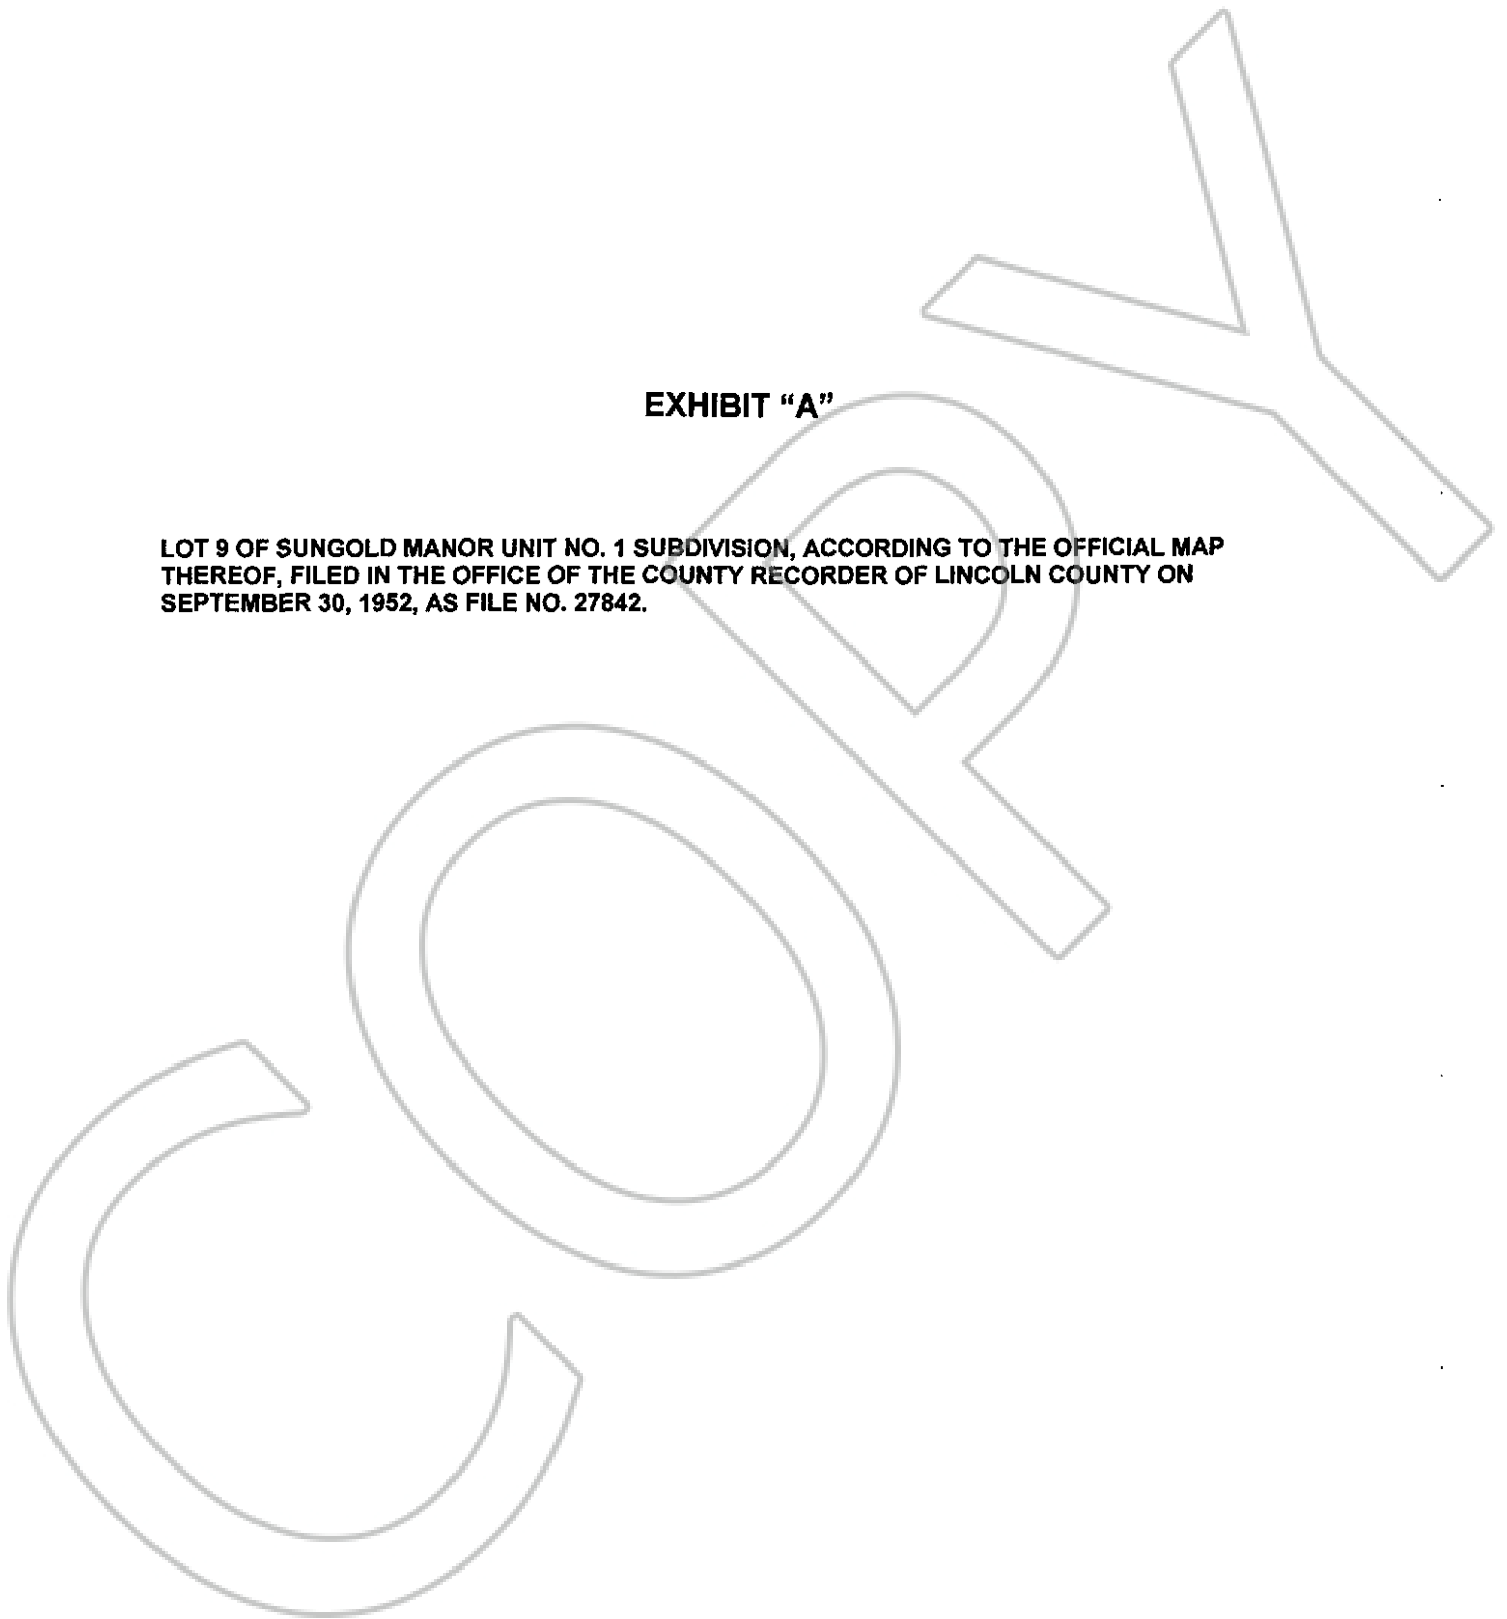 EXHIBIT “A”
LOT 9 OF SUNGOLD MANOR UNIT NO. 1 SUBDIVISION, ACCORDING TO THE OFFICIAL MAP
THEREOF, FILED IN THE OFFICE OF THE COUNTY RECORDER OF LINCOLN COUNTY ON
SEPTEMBER 30, 1952, AS FILE NO. 27842.
COPY